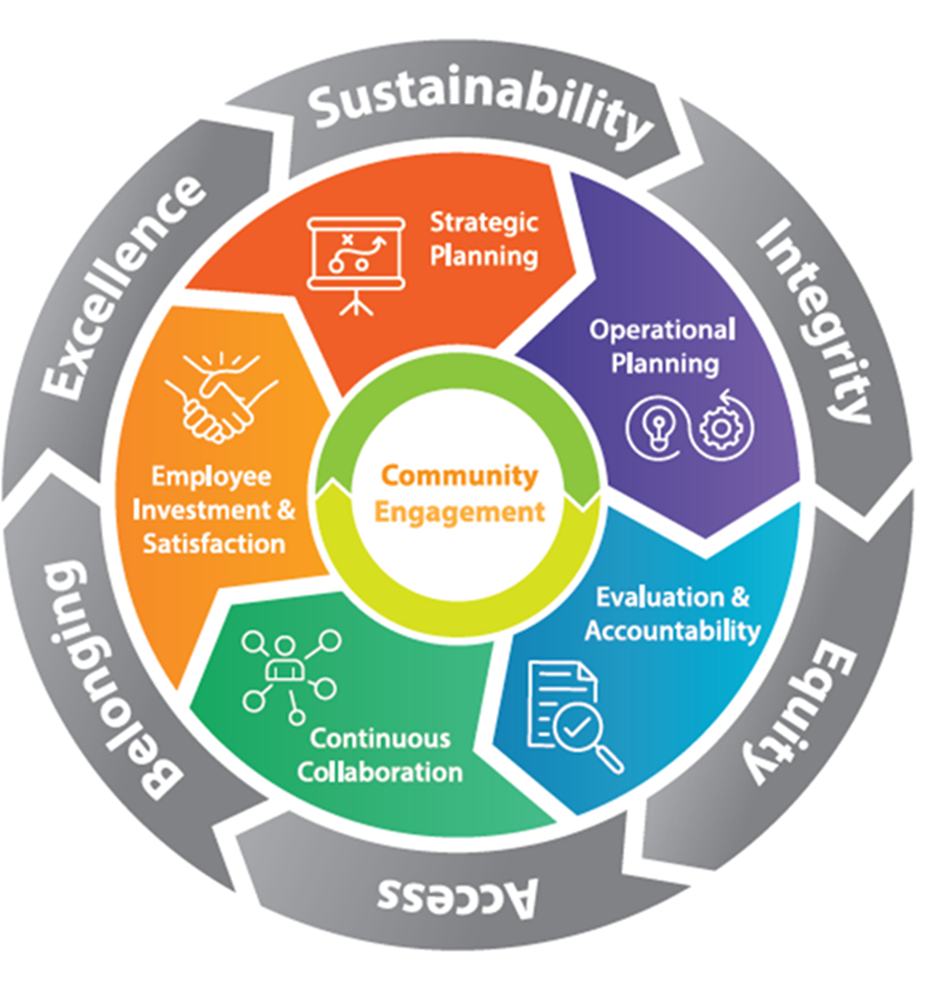 Sustainability
Integrity
Equity
Access
Belonging
Excellence
Strategic
Planning
Operational
Planning
Evaluation &
Accountability
Continuous
Collaboration
Employee
Investment &
Satisfaction
Community
Engagement